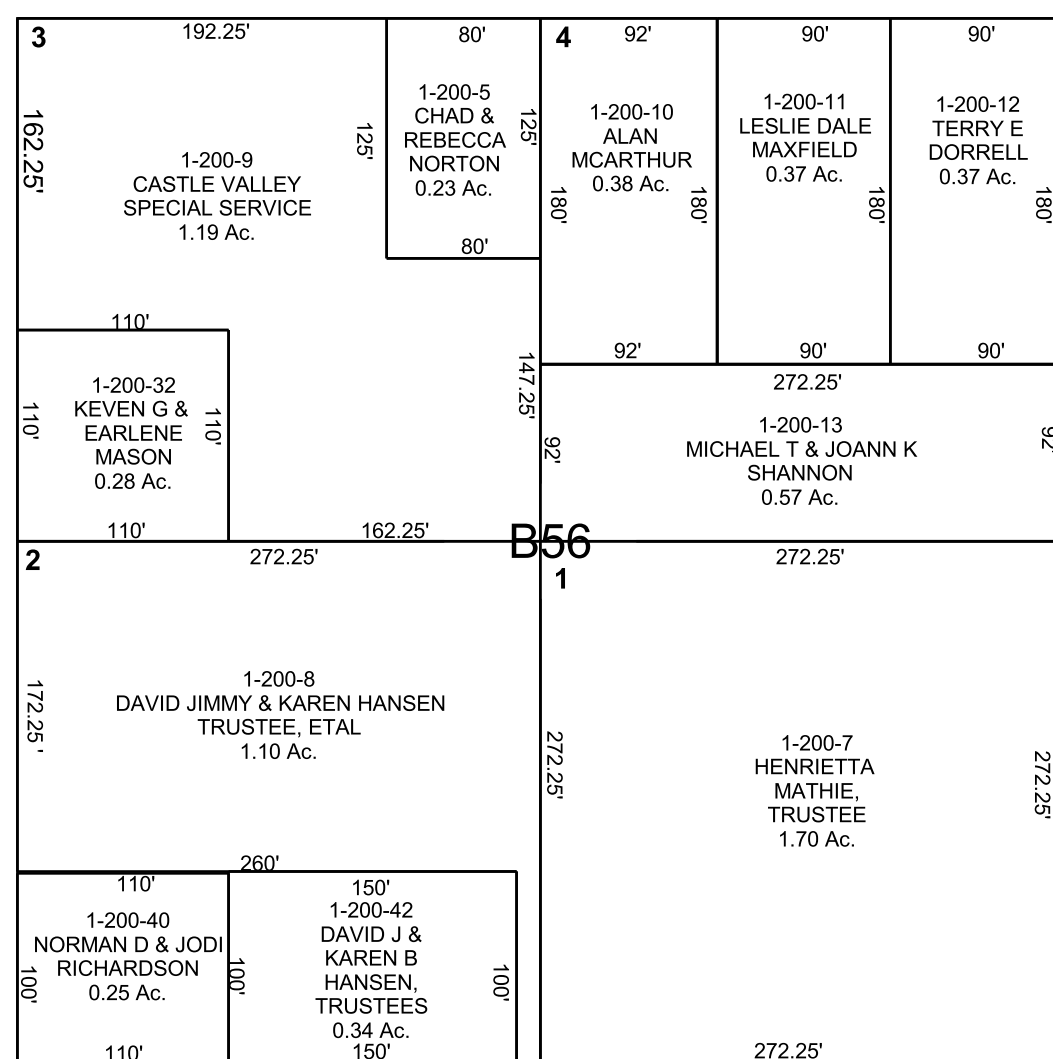 3
192.25'
80'
162.25'
1-200-9
CASTLE VALLEY
SPECIAL SERVICE
1.19 Ac.
125'
1-200-5
CHAD &
REBECCA
NORTON
0.23 Ac.
125'
80'
110'
110'
1-200-32
KEVEN G &
EARLENE
MASON
0.28 Ac.
110'
110'
162.25'
147.25'
4
92'
90'
90'
1-200-10
ALAN
MCARTHUR
0.38 Ac.
180'
180'
1-200-11
LESLIE DALE
MAXFIELD
0.37 Ac.
180'
1-200-12
TERRY E
DORRELL
0.37 Ac.
180'
92'
90'
90'
272.25'
92'
1-200-13
MICHAEL T & JOANN K
SHANNON
0.57 Ac.
92'
B56
2
272.25'
172.25 '
1-200-8
DAVID JIMMY & KAREN HANSEN
TRUSTEE, ETAL
1.10 Ac.
260'
110'
100'
1-200-40
NORMAN D & JODI
RICHARDSON
0.25 Ac.
100'
110'
150'
1-200-42
DAVID J &
KAREN B
HANSEN,
TRUSTEES
0.34 Ac.
100'
150'
1
272.25'
272.25'
1-200-7
HENRIETTA
MATHIE,
TRUSTEE
1.70 Ac.
272.25'
272.25'